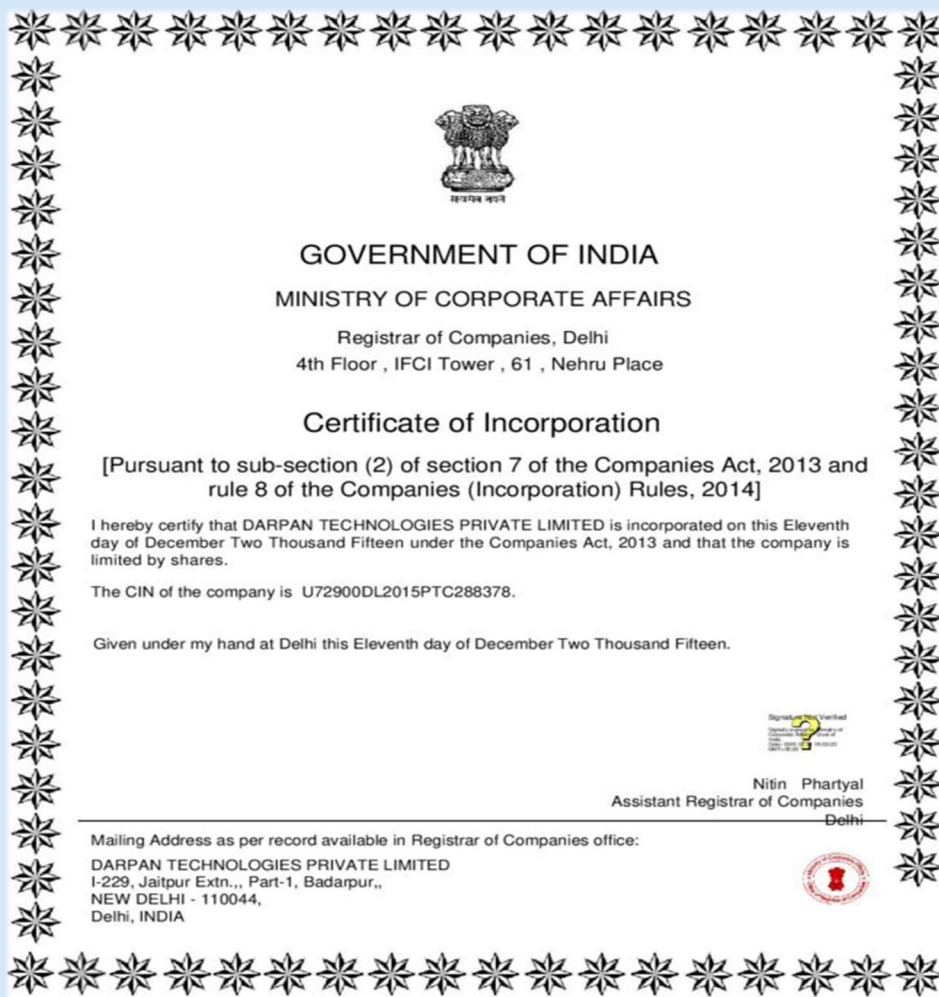 सत्यमेव जयते
GOVERNMENT OF INDIA
MINISTRY OF CORPORATE AFFAIRS
Registrar of Companies, Delhi
4th Floor , IFCI Tower , 61 , Nehru Place
Certificate of Incorporation
[Pursuant to sub-section (2) of section 7 of the Companies Act, 2013 and
rule 8 of the Companies (Incorporation) Rules, 2014]
I hereby certify that DARPAN TECHNOLOGIES PRIVATE LIMITED is incorporated on this Eleventh
day of December Two Thousand Fifteen under the Companies Act, 2013 and that the company is
limited by shares.
The CIN of the company is U72900DL2015PTC288378.
Given under my hand at Delhi this Eleventh day of December Two Thousand Fifteen.
Signature Not Verified
Nitin Phartyal
Assistant Registrar of Companies
Delhi
Mailing Address as per record available in Registrar of Companies office:
DARPAN TECHNOLOGIES PRIVATE LIMITED
I-229, Jaitpur Extn.,, Part-1, Badarpur,,
NEW DELHI - 110044,
Delhi, INDIA